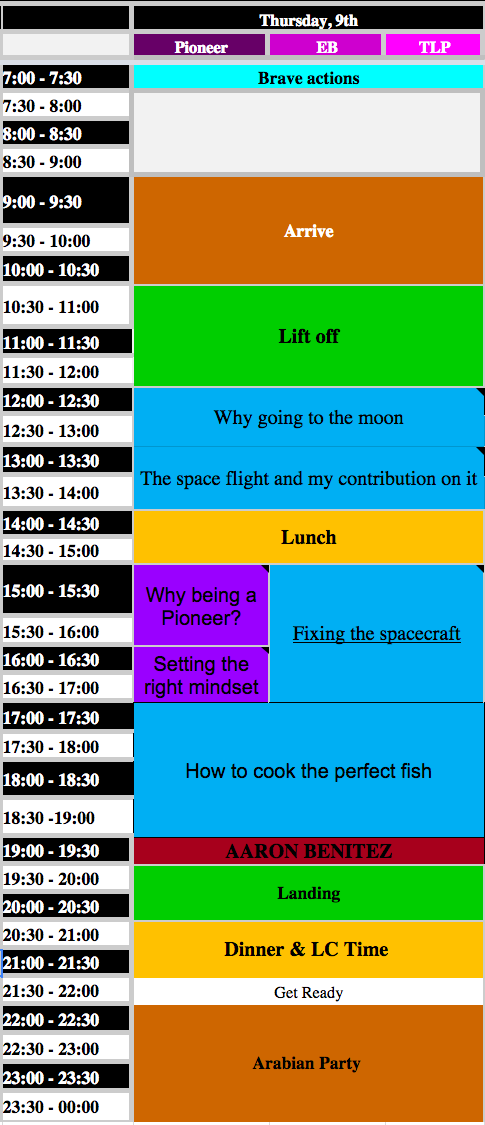 Thursday, 9th
Pioneer EB TLP
7:00 - 7:30 Brave actions
7:30 - 8:00
8:00 - 8:30
8:30 - 9:00
9:00 - 9:30
Arrive
9:30 - 10:00
10:00 - 10:30
10:30 - 11:00
Lift off
11:00 - 11:30
11:30 - 12:00
12:00 - 12:30
Why going to the moon
12:30 - 13:00
13:00 - 13:30
The space flight and my contribution on it
13:30 - 14:00
14:00 - 14:30
Lunch
14:30 - 15:00
15:00 - 15:30
Why being a
Pioneer?
15:30 - 16:00
Fixing the spacecraft
16:00 - 16:30
Setting the
right mindset
16:30 - 17:00
17:00 - 17:30
17:30 - 18:00
How to cook the perfect fish
18:00 - 18:30
18:30 -19:00
19:00 - 19:30 AARON BENITEZ
19:30 - 20:00
Landing
20:00 - 20:30
20:30 - 21:00
Dinner & LC Time
21:00 - 21:30
21:30 - 22:00 Get Ready
22:00 - 22:30
22:30 - 23:00
Arabian Party
23:00 - 23:30
23:30 - 00:00